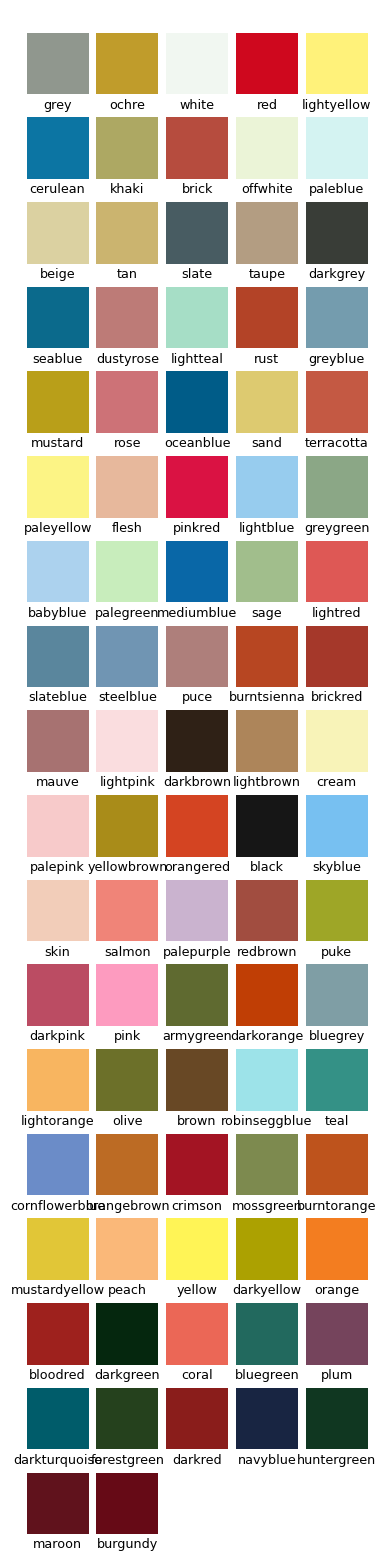 grey ochre white red lightyellow
cerulean khaki brick offwhite paleblue
beige tan slate taupe darkgrey
seablue dustyrose lightteal rust greyblue
mustard rose oceanblue sand terracotta
paleyellow flesh pinkred lightblue greygreen
babyblue palegreen mediumblue sage lightred
slateblue steelblue puce burntsienna brickred
mauve lightpink darkbrown lightbrown cream
palepink yellowbrown orangered black skyblue
skin salmon palepurple redbrown puke
darkpink pink armygreen darkorange bluegrey
lightorange olive brown robinseggblue teal
cornflowerblue orangebrown crimson mossgreen burntorange
mustardyellow peach yellow darkyellow orange
bloodred darkgreen coral bluegreen plum
darkturquoise forestgreen darkred navyblue huntergreen
maroon burgundy